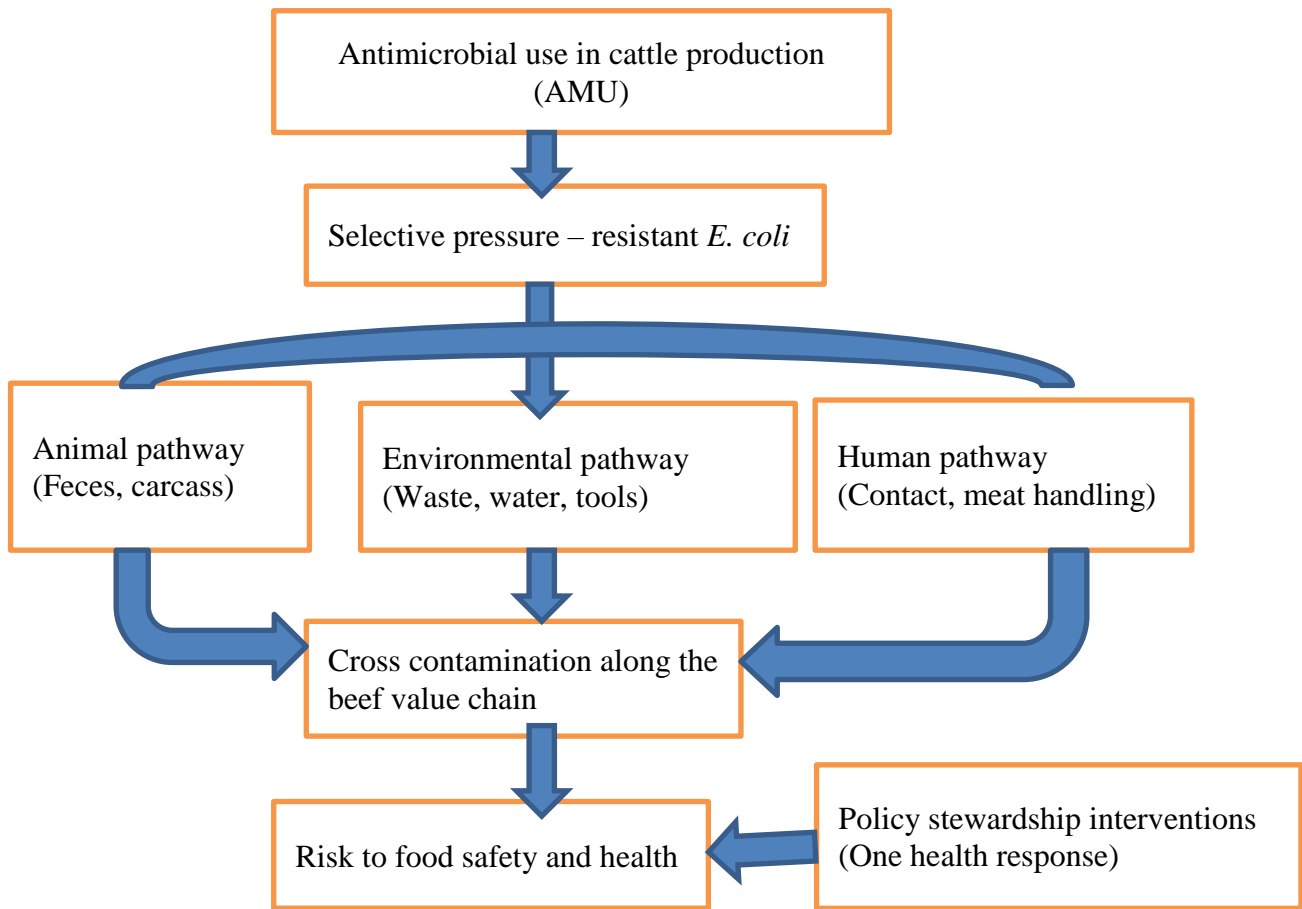 Antimicrobial use in cattle production
(AMU)
Selective pressure – resistant E. coli
Animal pathway
(Feces, carcass)
Environmental pathway
(Waste, water, tools)
Human pathway
(Contact, meat handling)
Cross contamination along the
beef value chain
Risk to food safety and health
Policy stewardship interventions
(One health response)